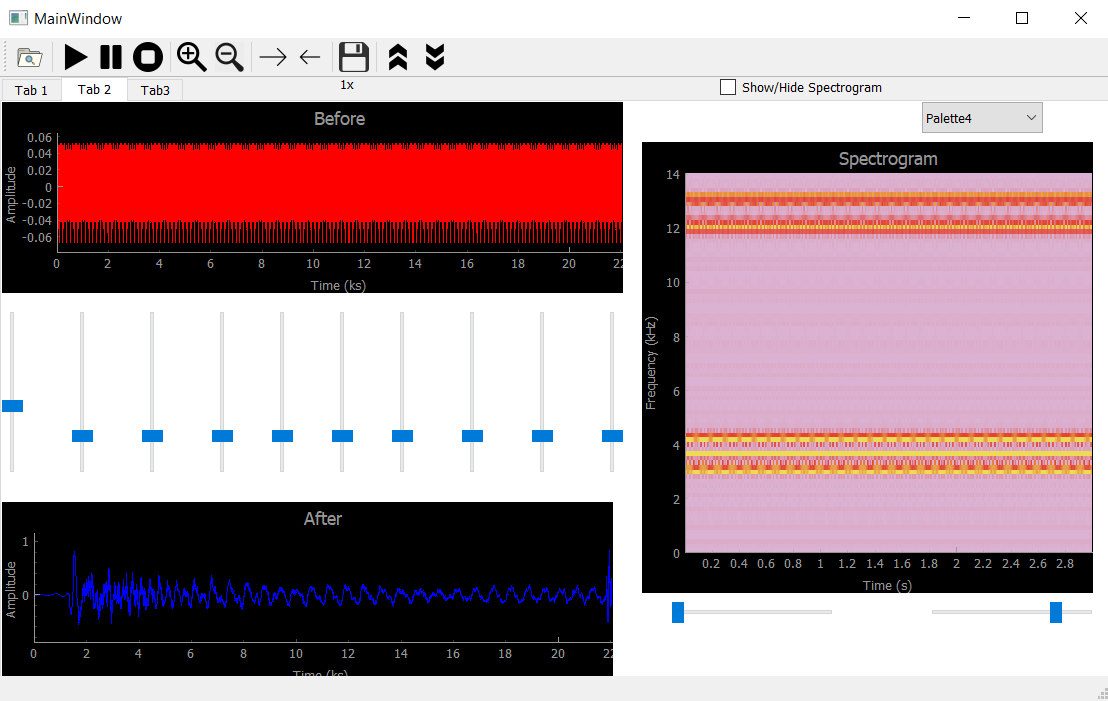 MainWindow
Tab 1
Tab 2
Tab3
1x
Show/Hide Spectrogram
Palette4
Before
Amplitude
0.06
0.04
0.02
0
-0.02
-0.04
-0.06
0 2 4 6 8 10 12 14 16 18 20 22
Time (ks)
After
Amplitude
1
0
0 2 4 6 8 10 12 14 16 18 20 22
Time (ks)
Spectrogram
Frequency (kHz)
14
12
10
8
6
4
2
0
0.2 0.4 0.6 0.8 1 1.2 1.4 1.6 1.8 2 2.2 2.4 2.6 2.8
Time (s)